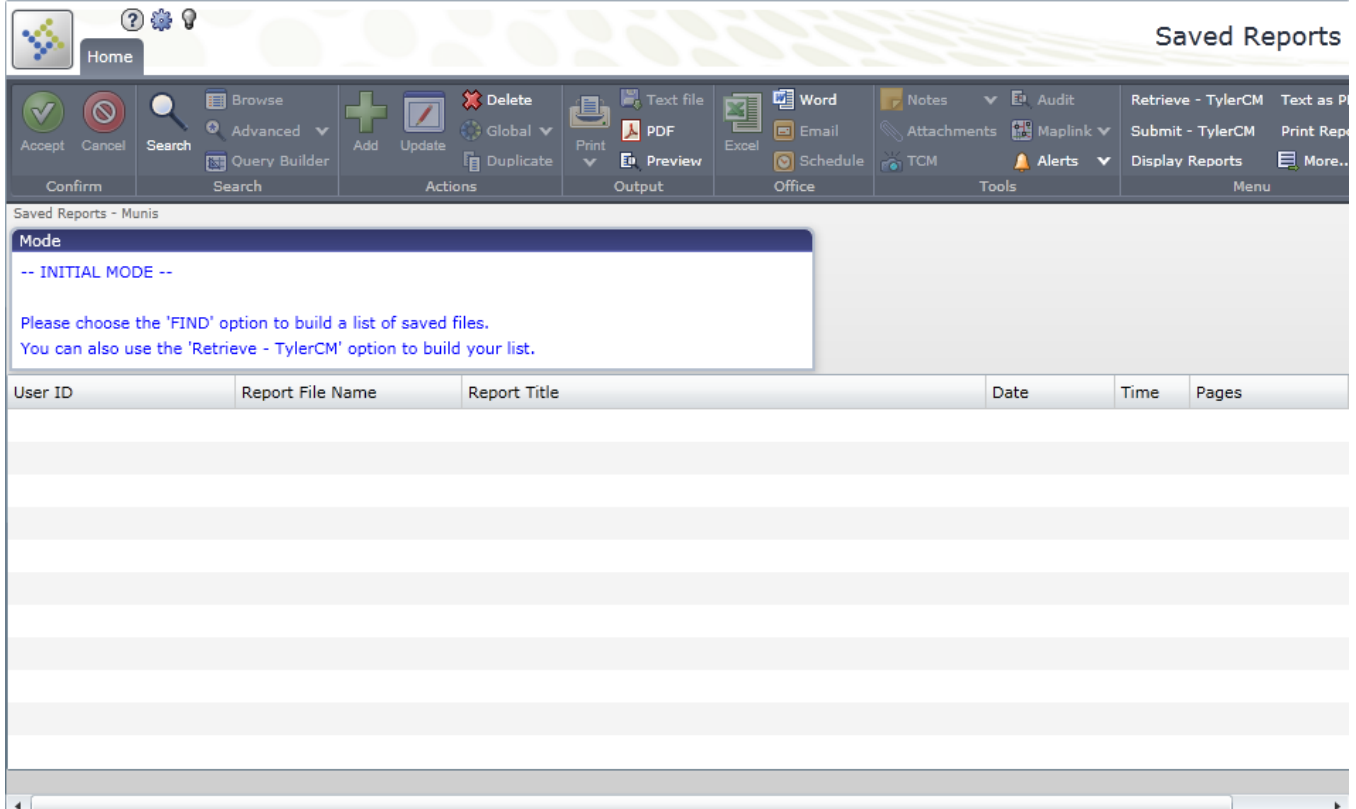 Saved Reports
Home
Accept Cancel Search Browse Advanced Query Builder Add Update Delete Global Duplicate Print Text file PDF Preview Excel Word Email Schedule Notes Attachments TCM Audit Maplink Alerts Retrieve - TylerCM Submit - TylerCM Display Reports Text as Print More..
Confirm Search Actions Output Office Tools Menu
Saved Reports - Munis
Mode
-- INITIAL MODE --
Please choose the 'FIND' option to build a list of saved files.
You can also use the 'Retrieve - TylerCM' option to build your list.
User ID Report File Name Report Title Date Time Pages